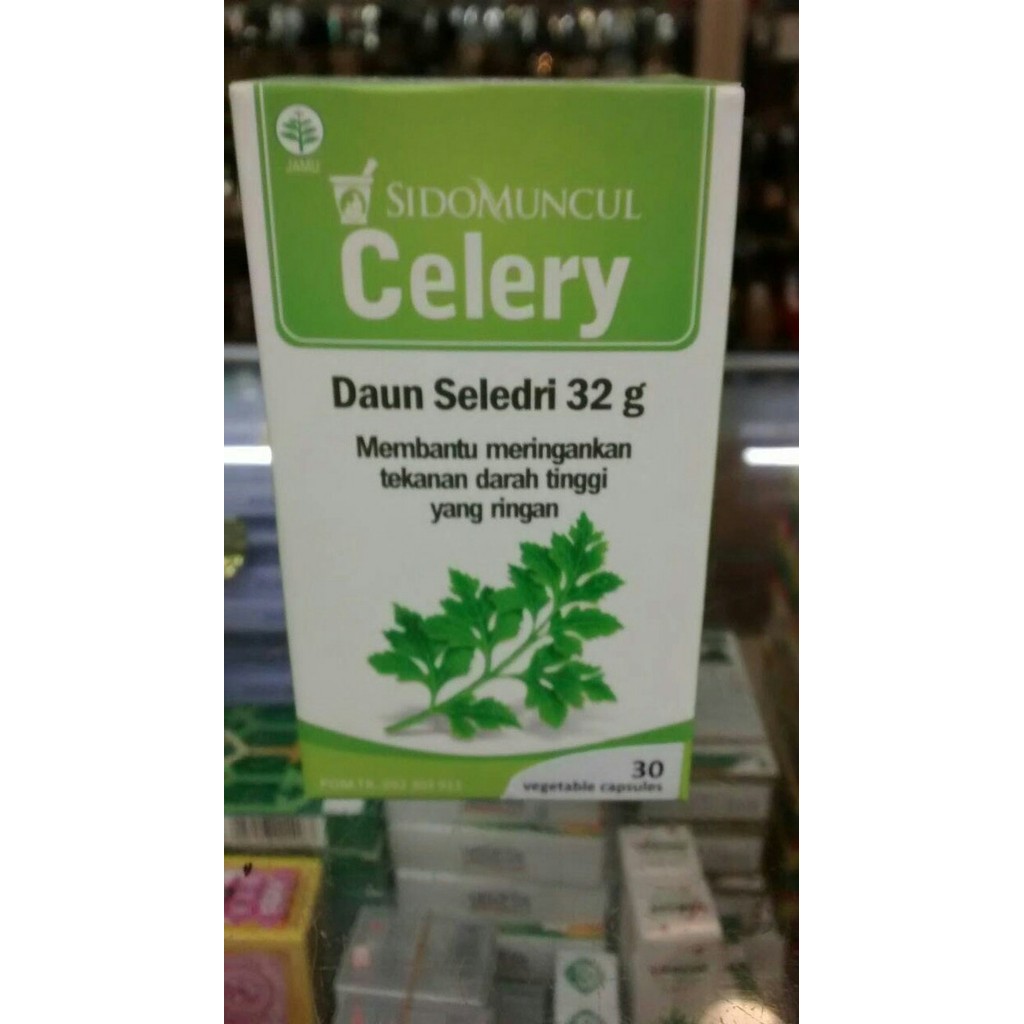 JAMU
SIDOMUNCUL
Celery
Daun Seledri 32 g
Membantu meringankan
tekanan darah tinggi
yang ringan
30
vegetable capsules